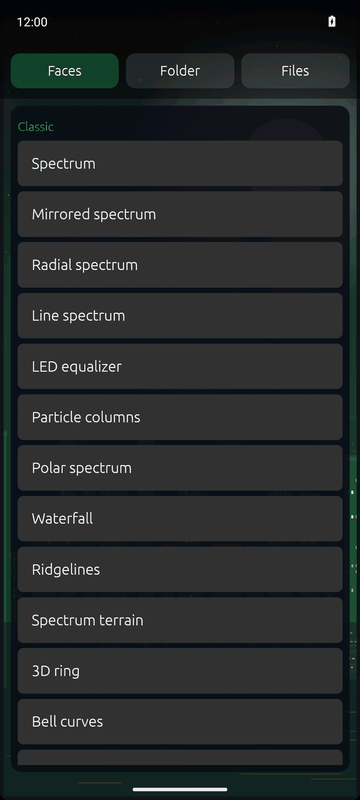 12:00
Faces
Folder
Files
Classic
Spectrum
Mirrored spectrum
Radial spectrum
Line spectrum
LED equalizer
Particle columns
Polar spectrum
Waterfall
Ridgelines
Spectrum terrain
3D ring
Bell curves